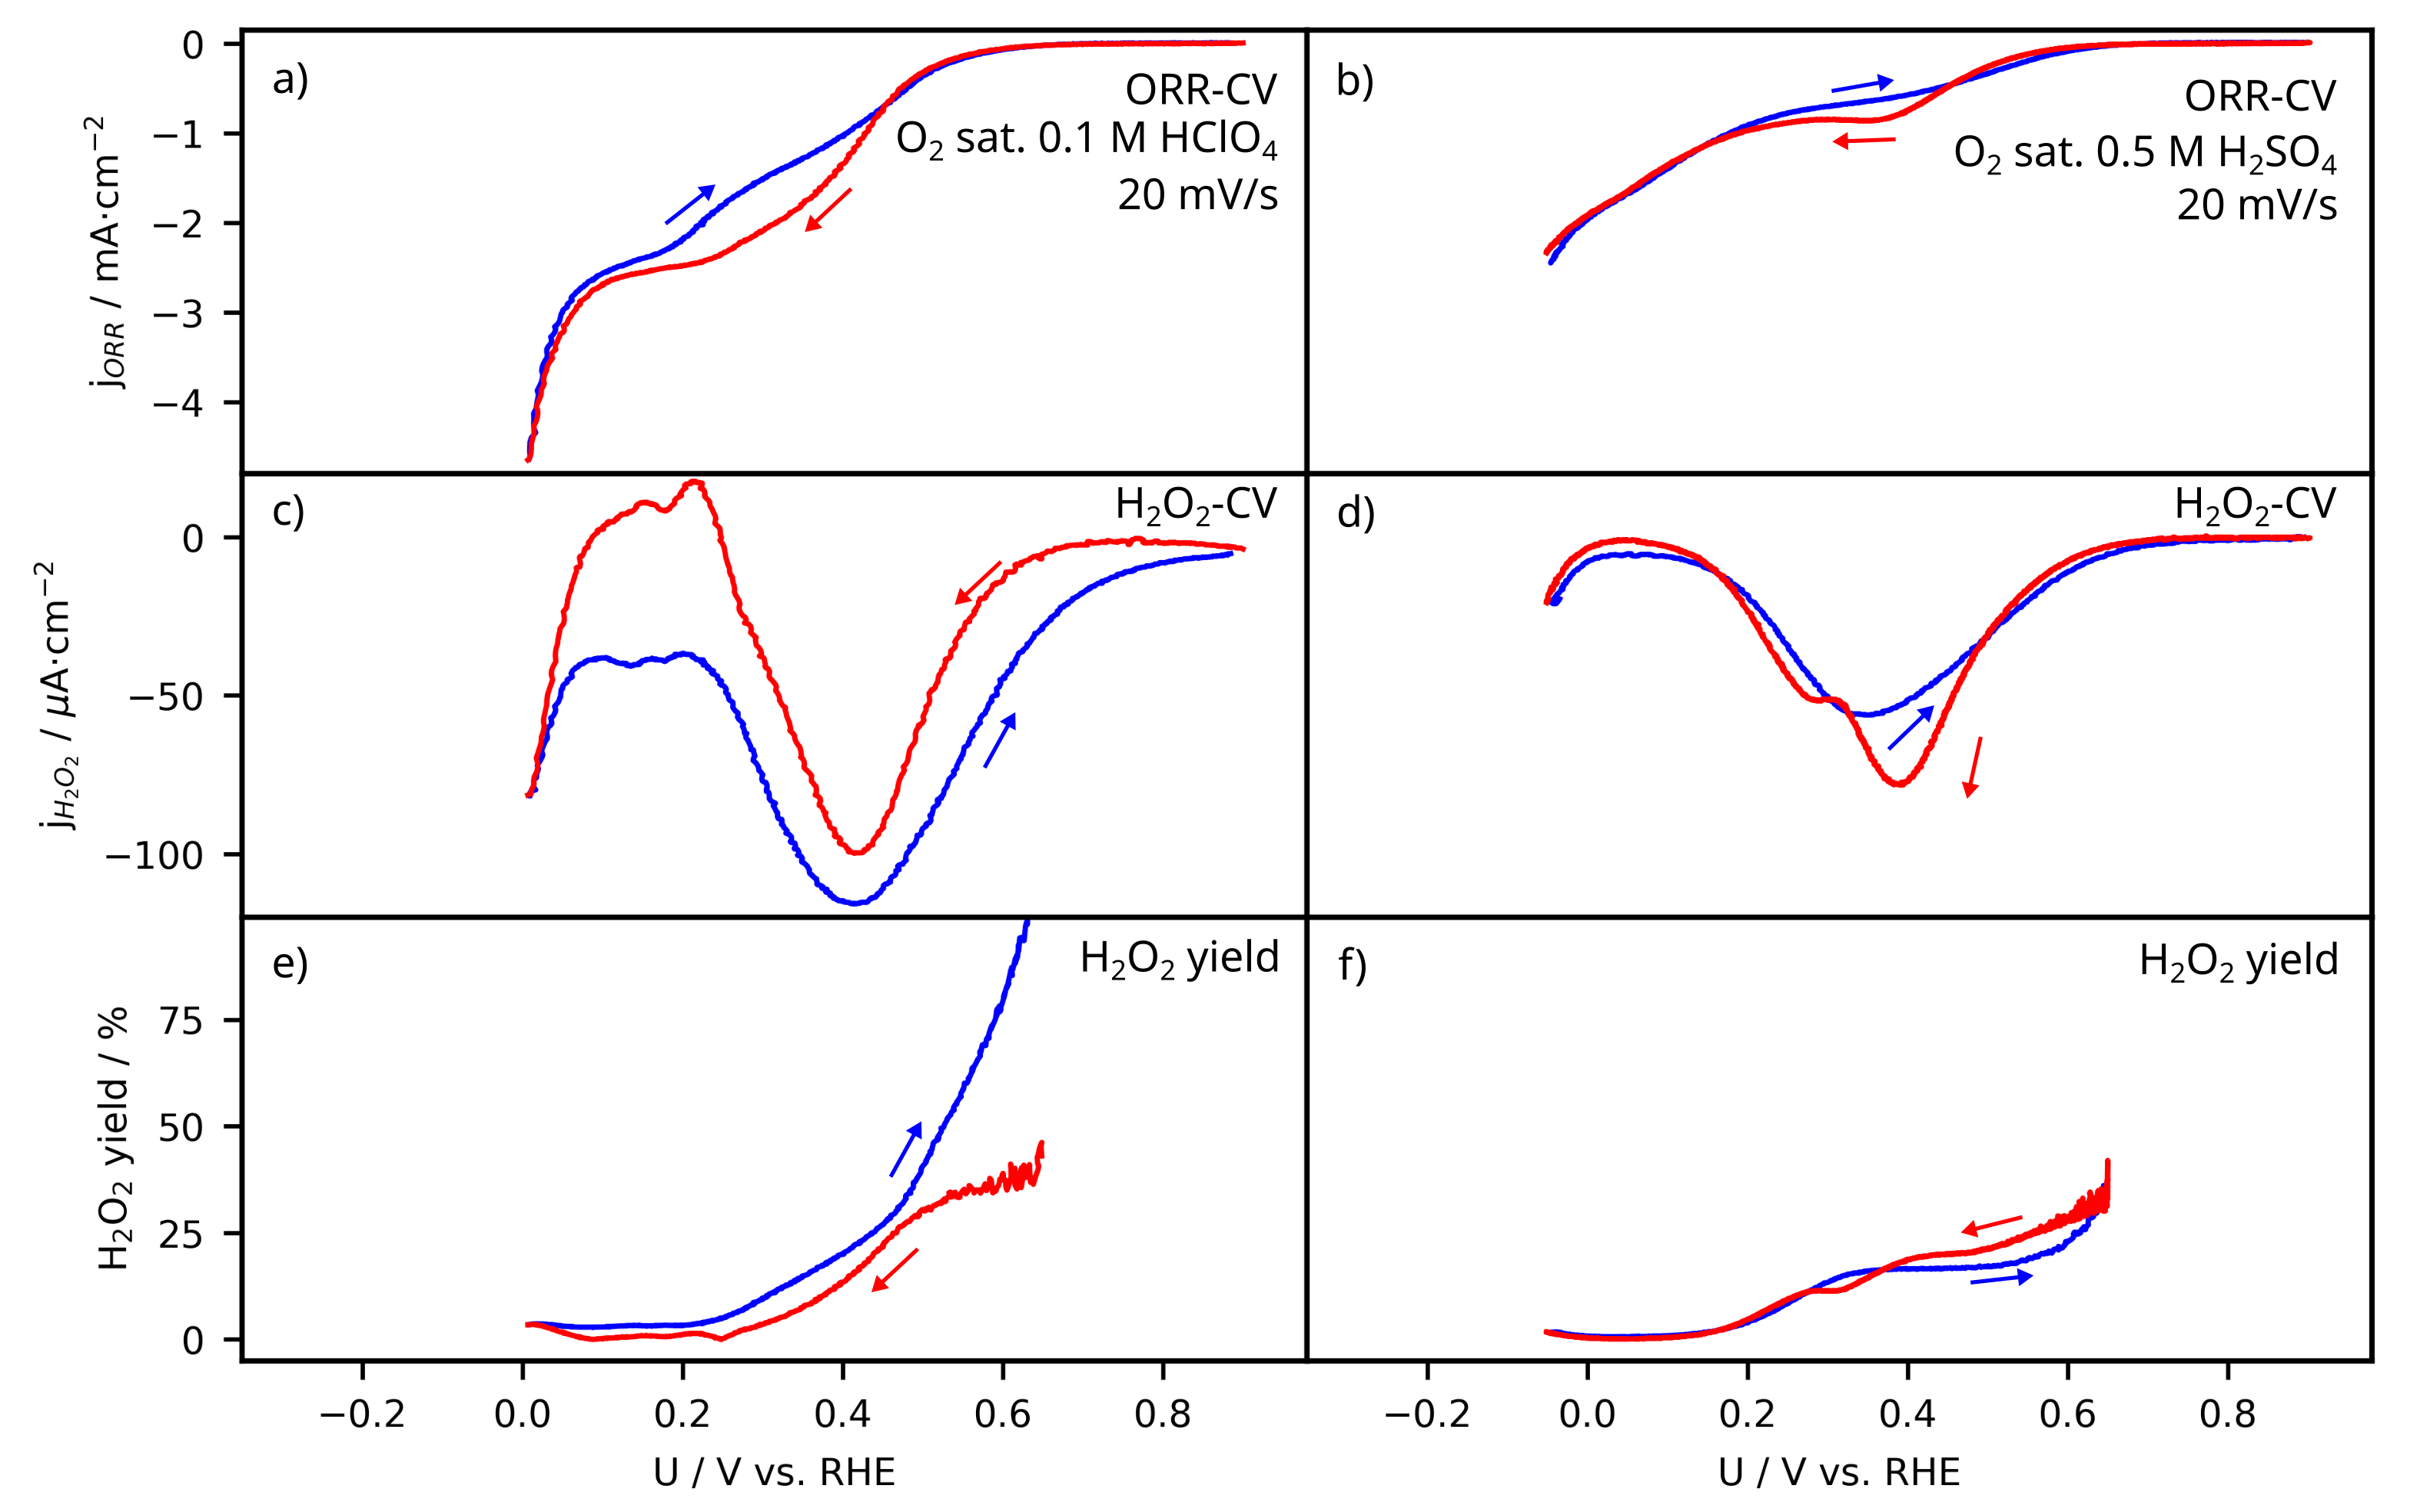 a)
ORR-CV
O₂ sat. 0.1 M HClO₄
20 mV/s
0
−1
−2
−3
−4
j_ORR / mA·cm⁻²
b)
ORR-CV
O₂ sat. 0.5 M H₂SO₄
20 mV/s
c)
H₂O₂-CV
0
−50
−100
j_H₂O₂ / μA·cm⁻²
d)
H₂O₂-CV
e)
H₂O₂ yield
75
50
25
0
H₂O₂ yield / %
f)
H₂O₂ yield
−0.2 0.0 0.2 0.4 0.6 0.8
U / V vs. RHE
−0.2 0.0 0.2 0.4 0.6 0.8
U / V vs. RHE